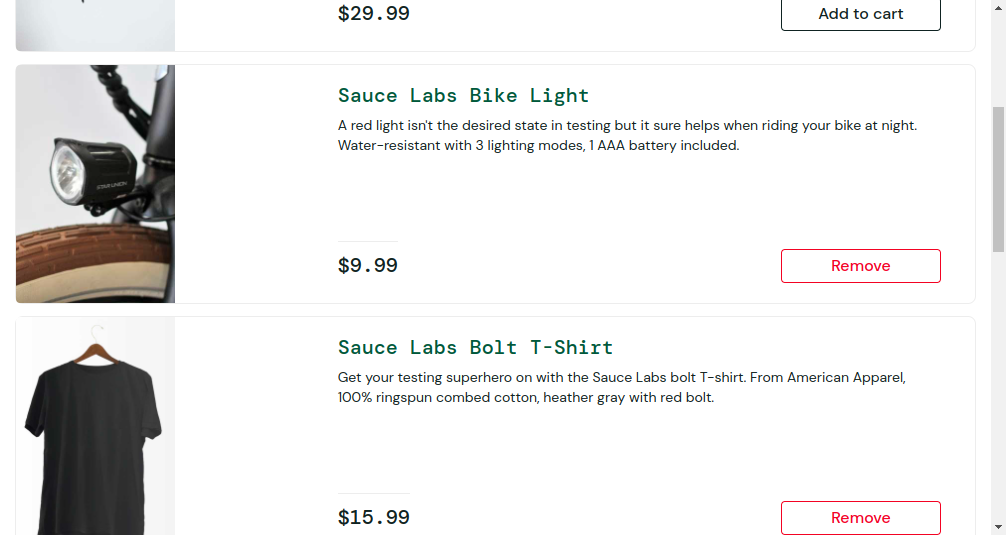 $29.99
Add to cart
Sauce Labs Bike Light
A red light isn't the desired state in testing but it sure helps when riding your bike at night.
Water-resistant with 3 lighting modes, 1 AAA battery included.
$9.99
Remove
Sauce Labs Bolt T-Shirt
Get your testing superhero on with the Sauce Labs bolt T-shirt. From American Apparel,
100% ringspun combed cotton, heather gray with red bolt.
$15.99
Remove